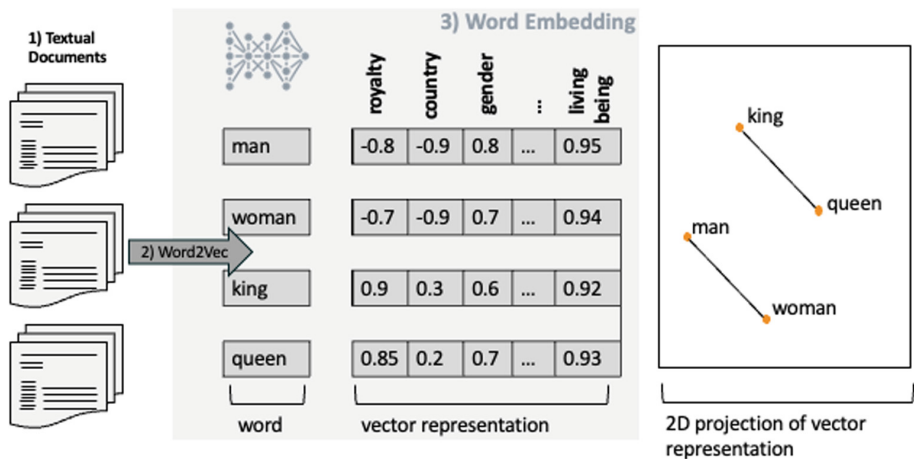 1) Textual
Documents
2) Word2Vec
3) Word Embedding
royalty
country
gender
...
living
being
man -0.8 -0.9 0.8 ... 0.95
woman -0.7 -0.9 0.7 ... 0.94
king 0.9 0.3 0.6 ... 0.92
queen 0.85 0.2 0.7 ... 0.93
word
vector representation
king
queen
man
woman
2D projection of vector
representation